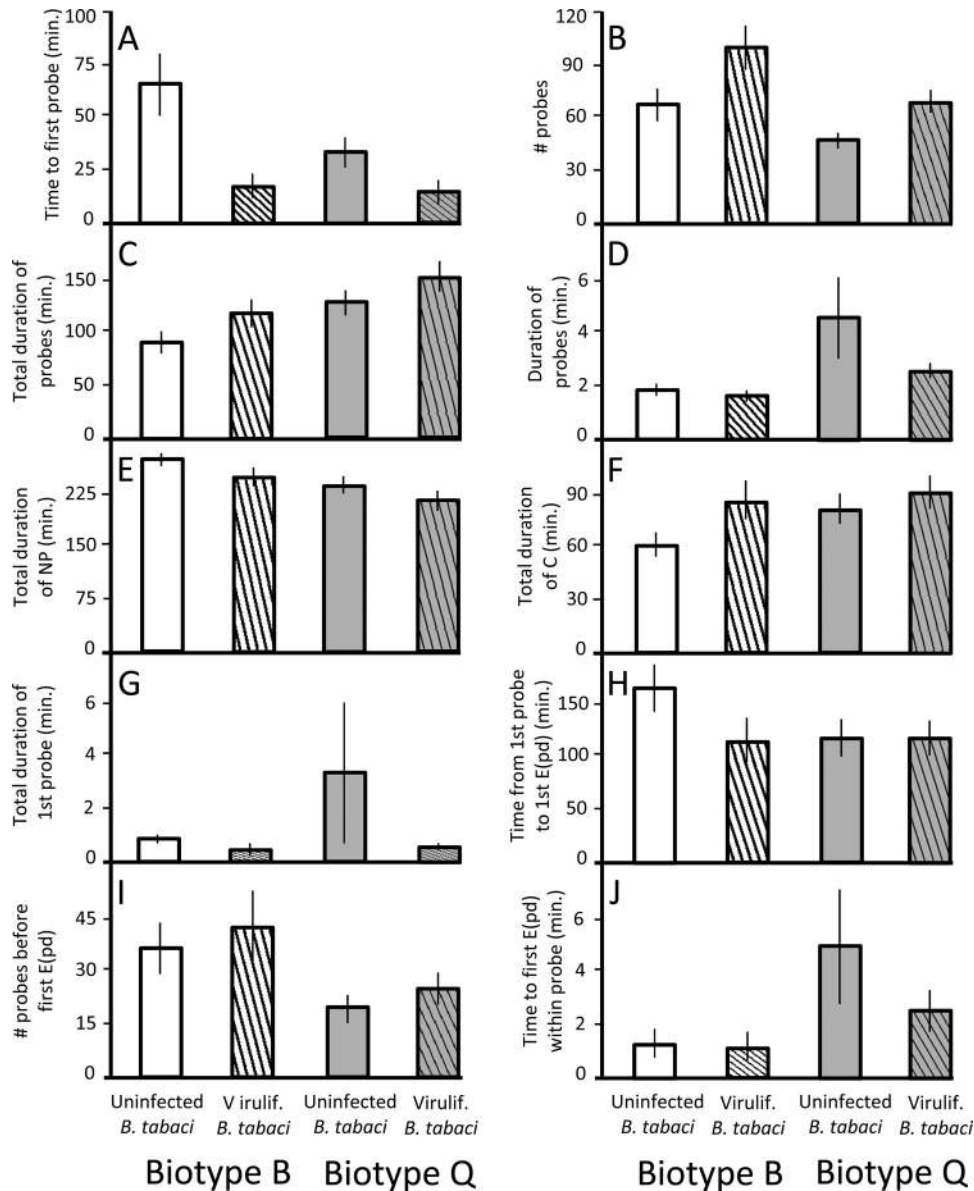 A
Time to first probe (min.)
100
75
50
25
0
B
# probes
120
90
60
30
0
C
Total duration of
probes (min.)
150
100
50
0
D
Duration of
probes (min.)
6
4
2
0
E
Total duration
of NP (min.)
225
150
75
0
F
Total duration
of C (min.)
90
60
30
0
G
Total duration of
1st probe (min.)
6
4
2
0
H
Time from 1st probe
to 1st E(pd) (min.)
150
100
50
0
I
# probes before
first E(pd)
45
30
15
0
J
Time to first E(pd)
within probe (min.)
6
4
2
0
Uninfected V irulif. Uninfected Virulif.
B. tabaci B. tabaci B. tabaci B. tabaci
Biotype B Biotype Q
Uninfected Virulif. Uninfected Virulif.
B. tabaci B. tabaci B. tabaci B. tabaci
Biotype B Biotype Q